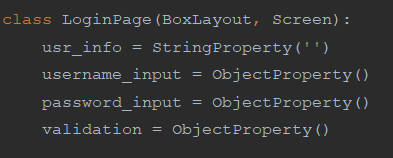 class LoginPage(BoxLayout, Screen):
    usr_info = StringProperty('')
    username_input = ObjectProperty()
    password_input = ObjectProperty()
    validation = ObjectProperty()